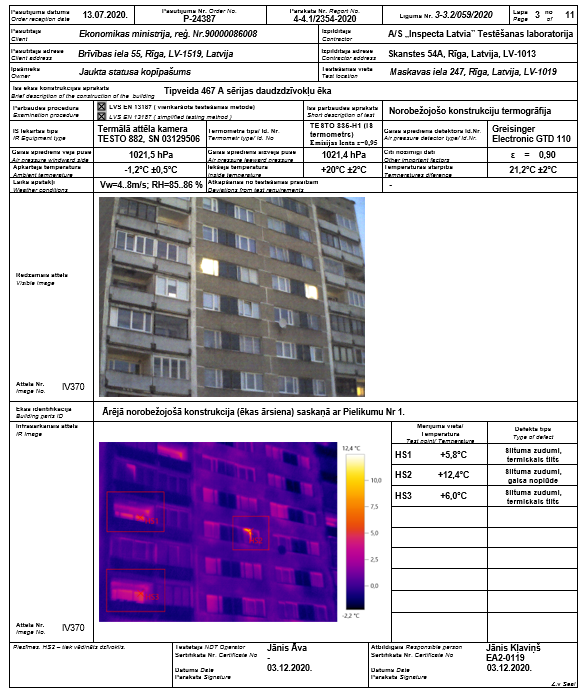 Pasūtījuma datums
Order reception date
13.07.2020.
Pasūtījuma Nr. Order No.
P-24387
Pārskata Nr. Report No.
4-4.1/2354-2020
Līguma Nr. 3-3.2/059/2020
Lapa 3 no 11
Page of
Pasūtītājs
Client
Ekonomikas ministrija, reģ. Nr.90000086008
Izpildītājs
Contractor
A/S „Inspecta Latvia” Testēšanas laboratorija
Pasūtītāja adrese
Client address
Brīvības iela 55, Rīga, LV-1519, Latvija
Izpildītāja adrese
Contractor address
Skanstes 54A, Rīga, Latvija, LV-1013
Īpašnieks
Owner
Jaukta statusa kopīpašums
Testēšanas vieta
Test location
Maskavas iela 247, Rīga, Latvija, LV-1019
Īss ēkas konstrukcijas apraksts
Brief description of the construction of the building
Tipveida 467 A sērijas daudzdzīvokļu ēka
Pārbaudes procedūra
Examination procedure
LVS EN 13187 ( vienkāršota testēšanas metode)
LVS EN 13187 ( simplified testing method )
Īss pārbaudes apraksts
Short description of test
Norobežojošo konstrukciju termogrāfija
IS iekārtas tips
IR Equipment type
Termālā attēla kamera
TESTO 882, SN 03129506
Termometra tips/ Id. Nr.
Termometr type/ Id. No.
TESTO 835-H1 (IS
termometrs)
Emisijas lenta ε=0,95
Gaisa spiediena detektora Id.Nr.
Air pressure detector type/ Id.Nr.
Greisinger
Electronic GTD 110
Gaisa spiediens vēja pusē
Air pressure windward side
1021,5 hPa
Gaisa spiediens aizvēja pusē
Air pressure leeward pressure
1021,4 hPa
Citi nozīmīgi dati
Other important factors
ε = 0,90
Apkārtējā temperatūra
Ambient temperature
-1,2°C ±0,5°C
Iekšējā temperatūra
Inside temperature
+20°C ±2°C
Temperatūras starpība
Temperatures diference
21,2°C ±2°C
Laika apstākļi
Weather conditions
Vw=4..8m/s; RH=85..86 %
Atkāpšanās no testēšanas prasībām
Deviations from test requirements
-
Redzamais attēls
Visible image
Attēla Nr.
Image No.
IV370
Ēkas identifikācija
Building parts ID
Ārējā norobežojošā konstrukcija (ēkas ārsiena) saskaņā ar Pielikumu Nr 1.
Infrasarkanais attēls
IR image
Mērījuma vieta/
Temperatūra
Test point/ Temperature
Defekta tips
Type of defect
12,4 °C
10,0
7,5
5,0
2,5
0,0
-2,2 °C
HS1 +5,8°C
Siltuma zudumi,
termiskais tilts
HS2 +12,4°C
Siltuma zudumi,
gaisa noplūde
HS3 +6,0°C
Siltuma zudumi,
termiskais tilts
Attēla Nr.
Image No.
IV370
Piezīmes. HS2 – tiek vēdināts dzīvoklis.
Testētājs NDT Operator
Sertifikāta Nr. Certificate No
Jānis Āva
-
Datums Date
03.12.2020.
Paraksts Signature
Atbildīgais Responsible person
Sertifikāta Nr. Certificate No
Jānis Kļaviņš
EA2-0119
Datums Date
03.12.2020.
Paraksts Signature